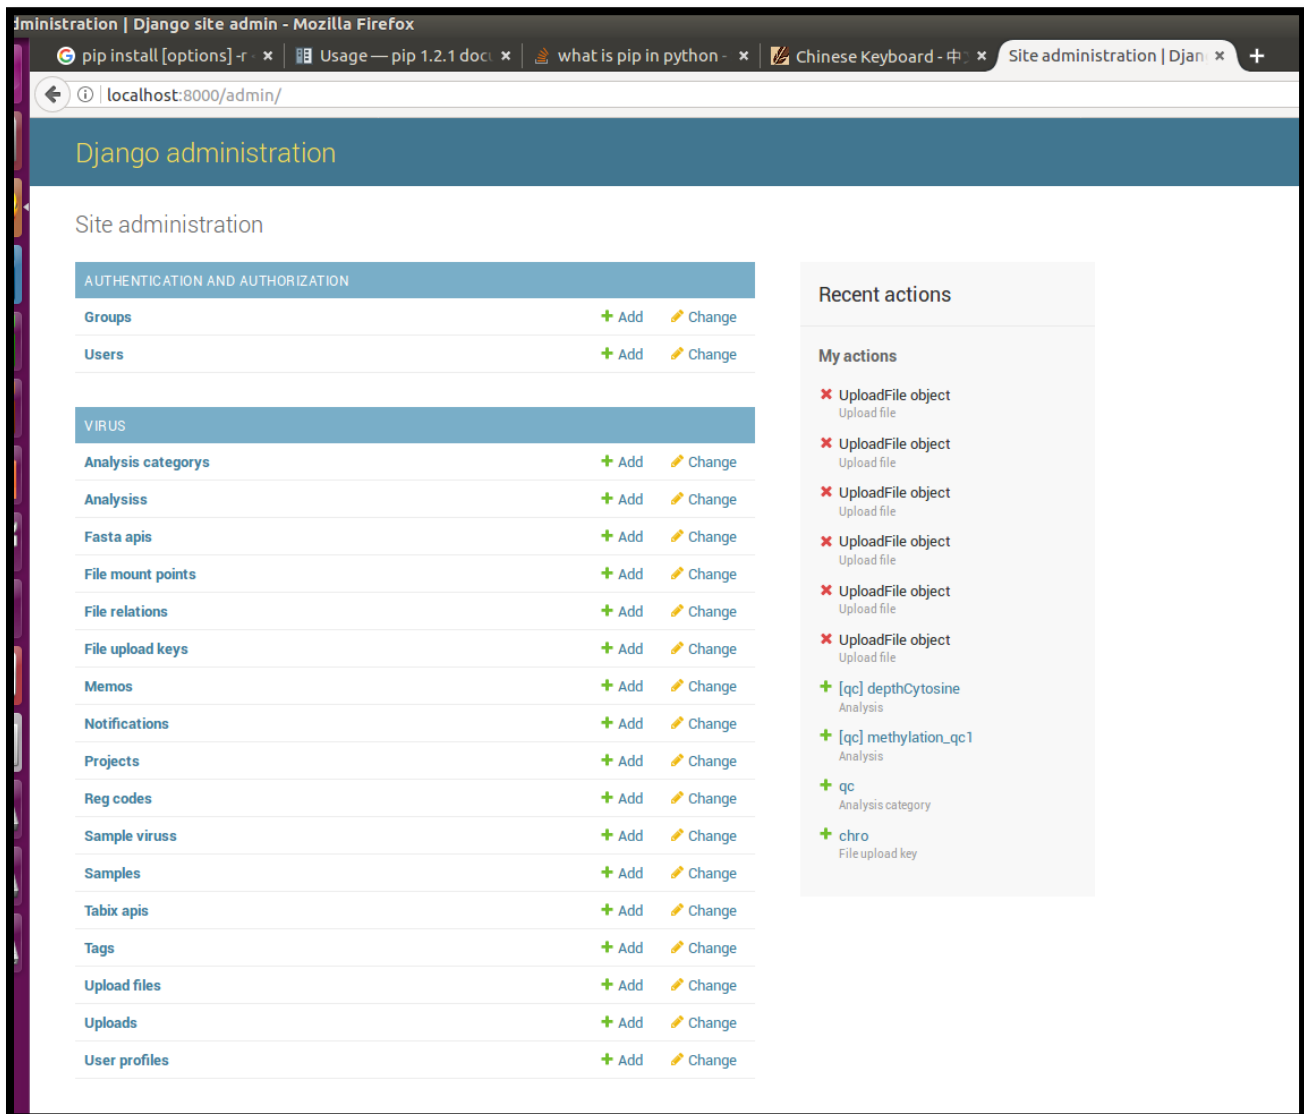 dministration | Django site admin - Mozilla Firefox
pip install [options] -r Usage — pip 1.2.1 doc what is pip in python - Chinese Keyboard - 中 Site administration | Djan
localhost:8000/admin/
Django administration
Site administration
AUTHENTICATION AND AUTHORIZATION
Groups Add Change
Users Add Change
VIRUS
Analysis categorys Add Change
Analysiss Add Change
Fasta apis Add Change
File mount points Add Change
File relations Add Change
File upload keys Add Change
Memos Add Change
Notifications Add Change
Projects Add Change
Reg codes Add Change
Sample viruss Add Change
Samples Add Change
Tabix apis Add Change
Tags Add Change
Upload files Add Change
Uploads Add Change
User profiles Add Change
Recent actions
My actions
UploadFile object
Upload file
UploadFile object
Upload file
UploadFile object
Upload file
UploadFile object
Upload file
UploadFile object
Upload file
UploadFile object
Upload file
[qc] depthCytosine
Analysis
[qc] methylation_qc1
Analysis
qc
Analysis category
chro
File upload key